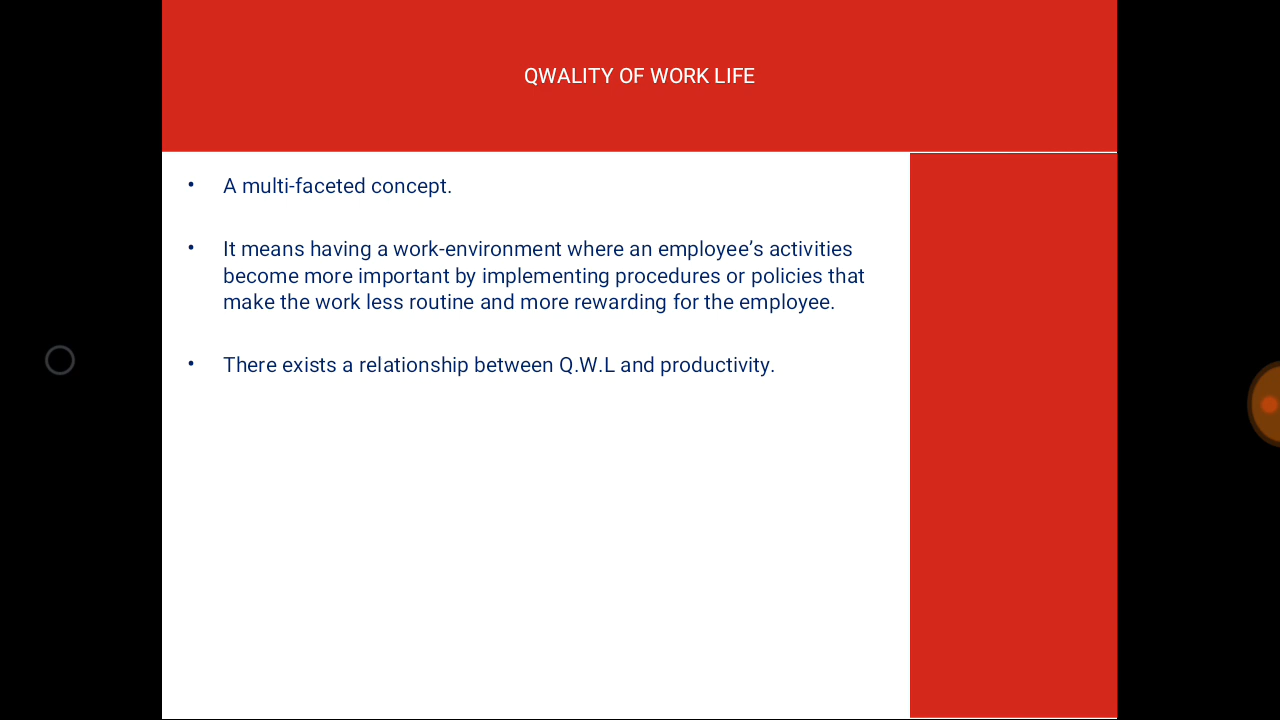 QWALITY OF WORK LIFE
• A multi-faceted concept.
• It means having a work-environment where an employee’s activities
become more important by implementing procedures or policies that
make the work less routine and more rewarding for the employee.
• There exists a relationship between Q.W.L and productivity.